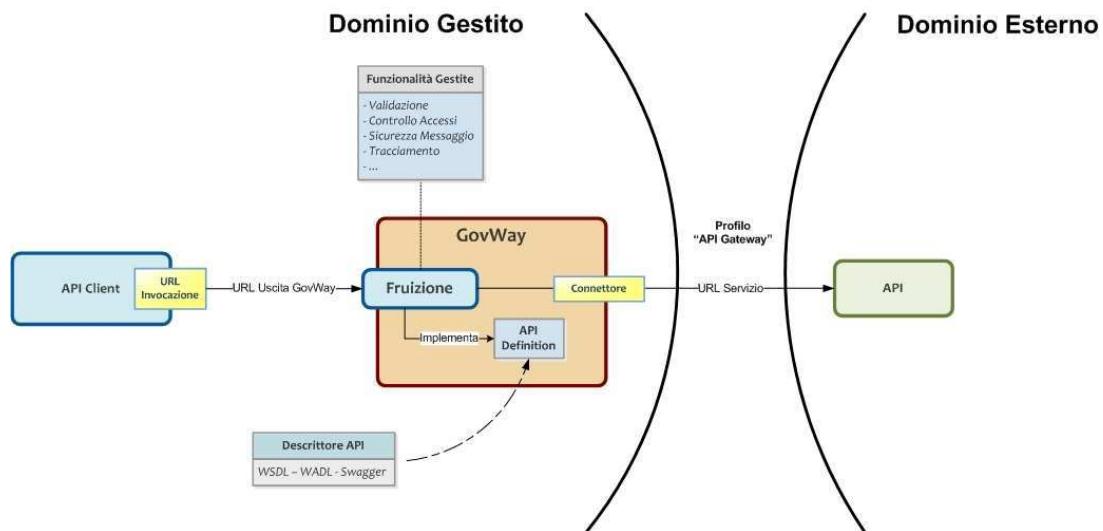 Dominio Gestito
Dominio Esterno
Funzionalità Gestite
- Validazione
- Controllo Accessi
- Sicurezza Messaggio
- Tracciamento
- ...
GovWay
Profilo
“API Gateway”
API Client
URL
Invocazione
URL Uscita GovWay
Fruizione
Connettore
URL Servizio
API
Implementa
API
Definition
Descrittore API
WSDL – WADL - Swagger